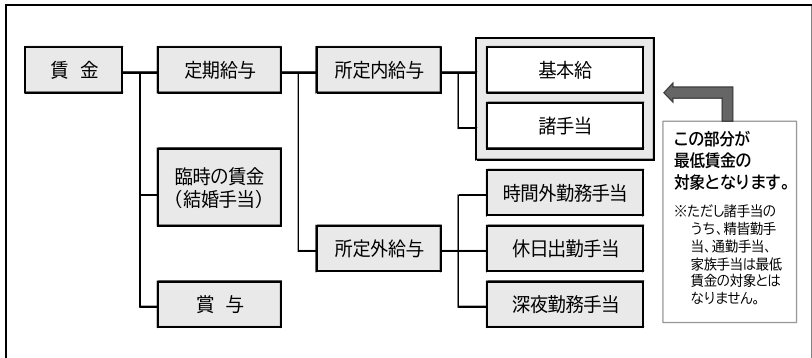 賃 金
定期給与
所定内給与
基本給
諸手当
この部分が
最低賃金の
対象となります。
※ただし諸手当の
うち、精皆勤手
当、通勤手当、
家族手当は最低
賃金の対象とは
なりません。
臨時の賃金
（結婚手当）
時間外勤務手当
所定外給与
休日出勤手当
賞 与
深夜勤務手当